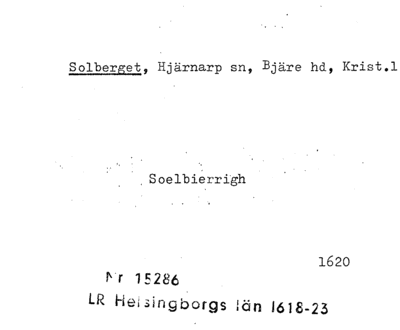 Solberget, Hjärnarp sn, Bjäre hd, Krist.l
Soelbierrigh
1620
Nr 15286
LR Helsingborgs län 1618-23